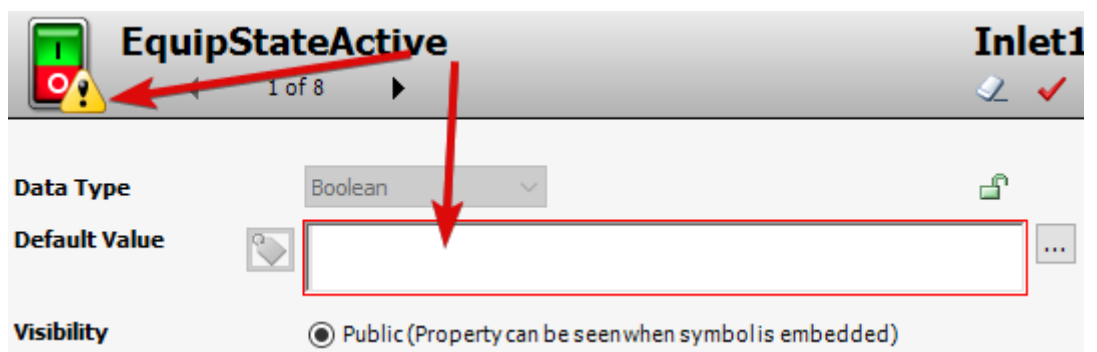 EquipStateActive Inlet1
1 of 8
Data Type Boolean
Default Value ...
Visibility Public (Property can be seen when symbol is embedded)